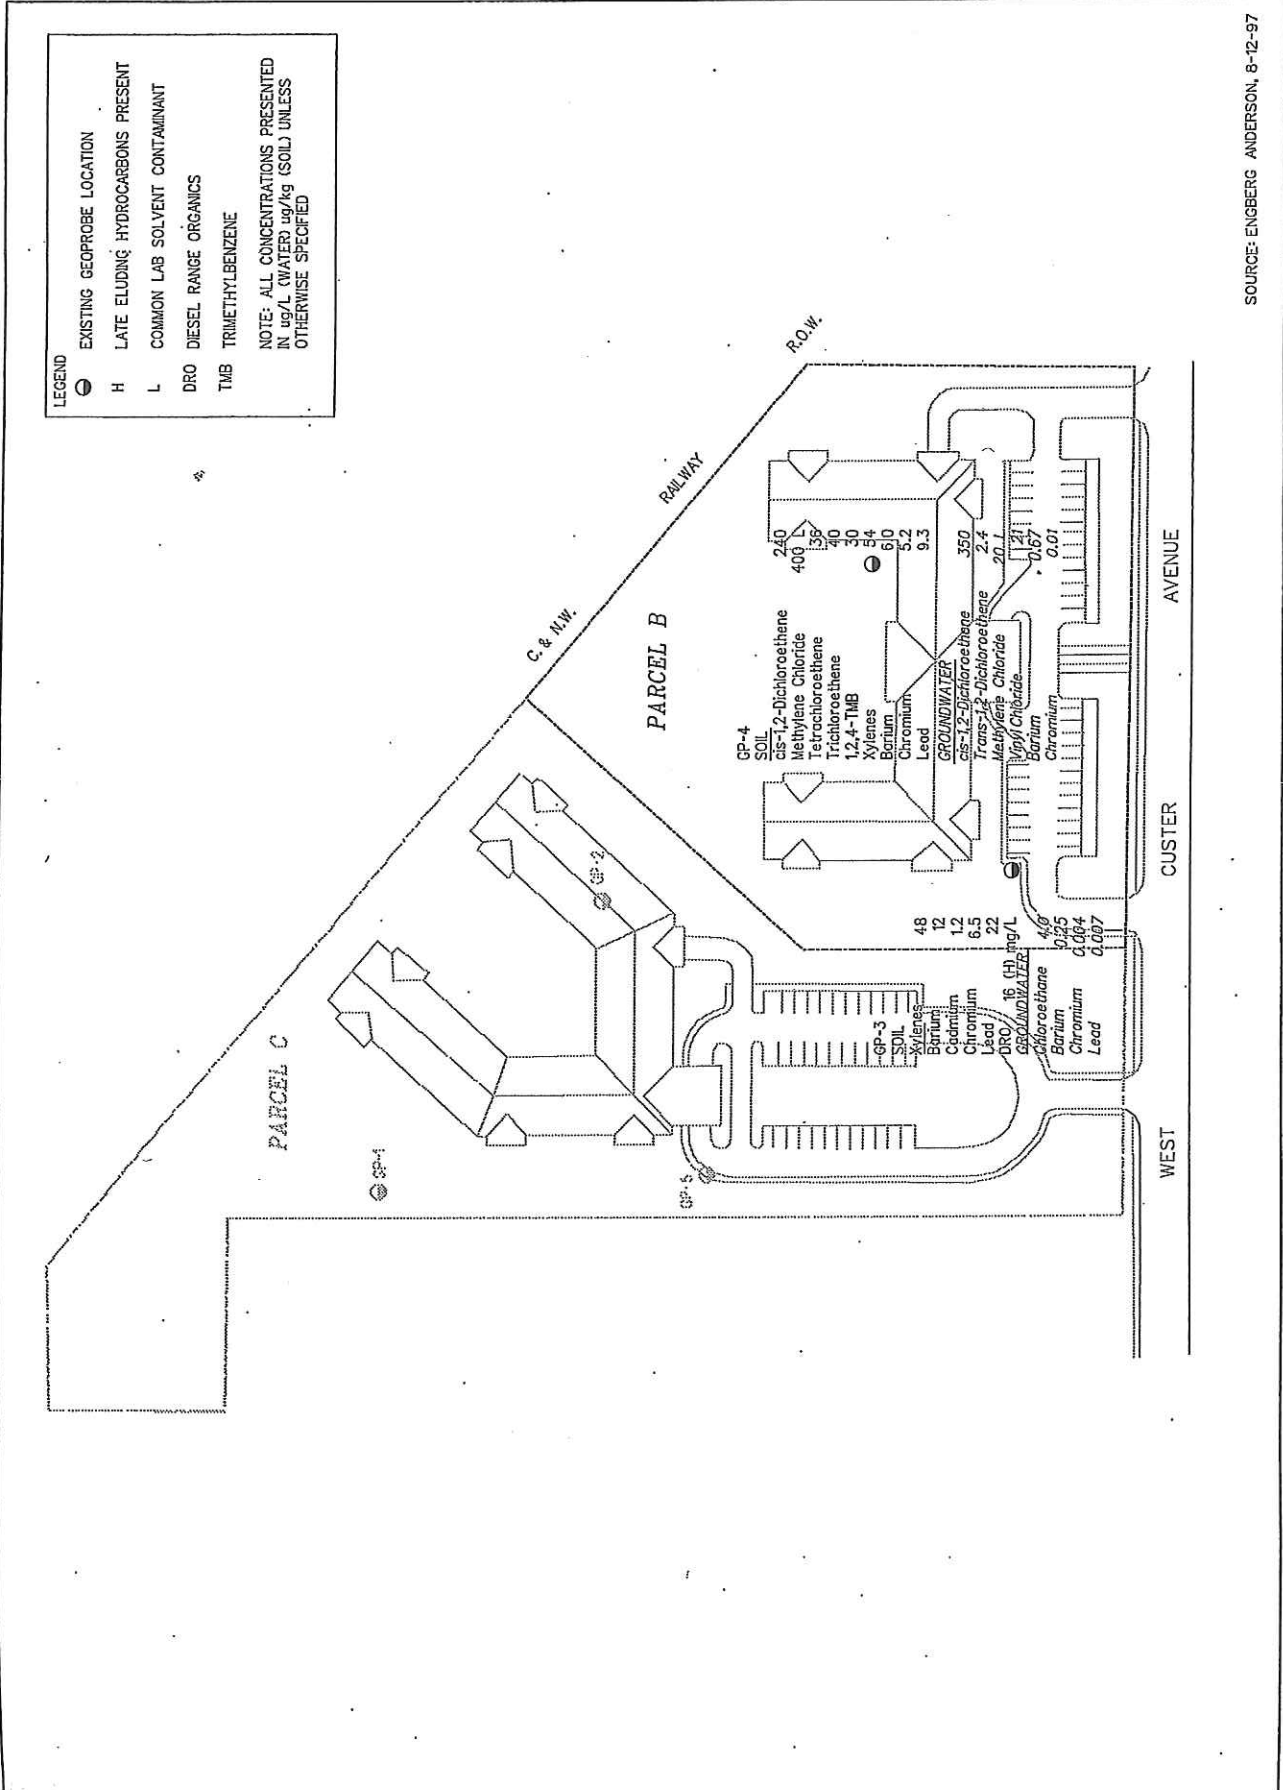 LEGEND
EXISTING GEOPROBE LOCATION
H LATE ELUDING HYDROCARBONS PRESENT
L COMMON LAB SOLVENT CONTAMINANT
DRO DIESEL RANGE ORGANICS
TMB TRIMETHYLBENZENE
NOTE: ALL CONCENTRATIONS PRESENTED
IN ug/L (WATER) ug/kg (SOIL) UNLESS
OTHERWISE SPECIFIED
PARCEL C
GP-1
GP-2
GP-5
C. & N.W.
RAILWAY
R.O.W.
PARCEL B
GP-4
SOIL
cis-1,2-Dichloroethene 240
Methylene Chloride 400 L
Tetrachloroethene 36
Trichloroethene 40
1,2,4-TMB 30
Xylenes 54
Barium 6.0
Chromium 5.2
Lead 9.3
GROUNDWATER
cis-1,2-Dichloroethene 350
Trans-1,2-Dichloroethene 2.4
Methylene Chloride 20 L
Vinyl Chloride 21
Barium 0.67
Chromium 0.01
GP-3
SOIL
Xylenes 48
Barium 12
Cadmium 1.2
Chromium 6.5
Lead 22
DRO 16 (H) mg/L
GROUNDWATER
Chloroethane 4.0
Barium 0.25
Chromium 0.004
Lead 0.007
WEST CUSTER AVENUE
SOURCE: ENGBERG ANDERSON, 8-12-97